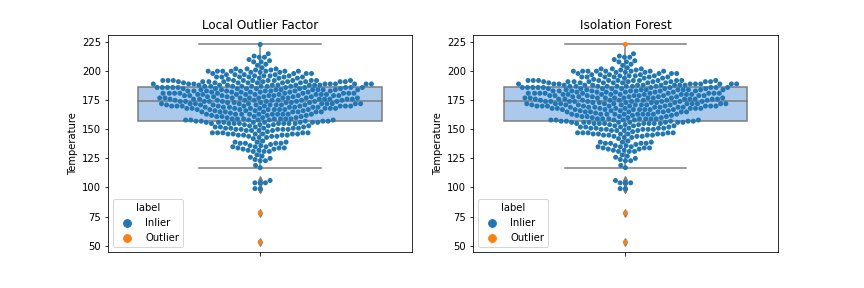 Local Outlier Factor
Temperature
225
200
175
150
125
100
75
50
label
Inlier
Outlier
Isolation Forest
Temperature
225
200
175
150
125
100
75
50
label
Inlier
Outlier